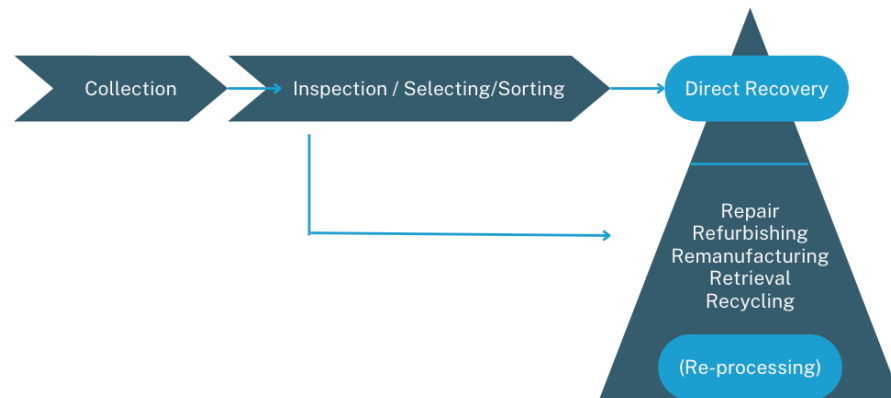 Collection
Inspection / Selecting/Sorting
Direct Recovery
Repair
Refurbishing
Remanufacturing
Retrieval
Recycling
(Re-processing)